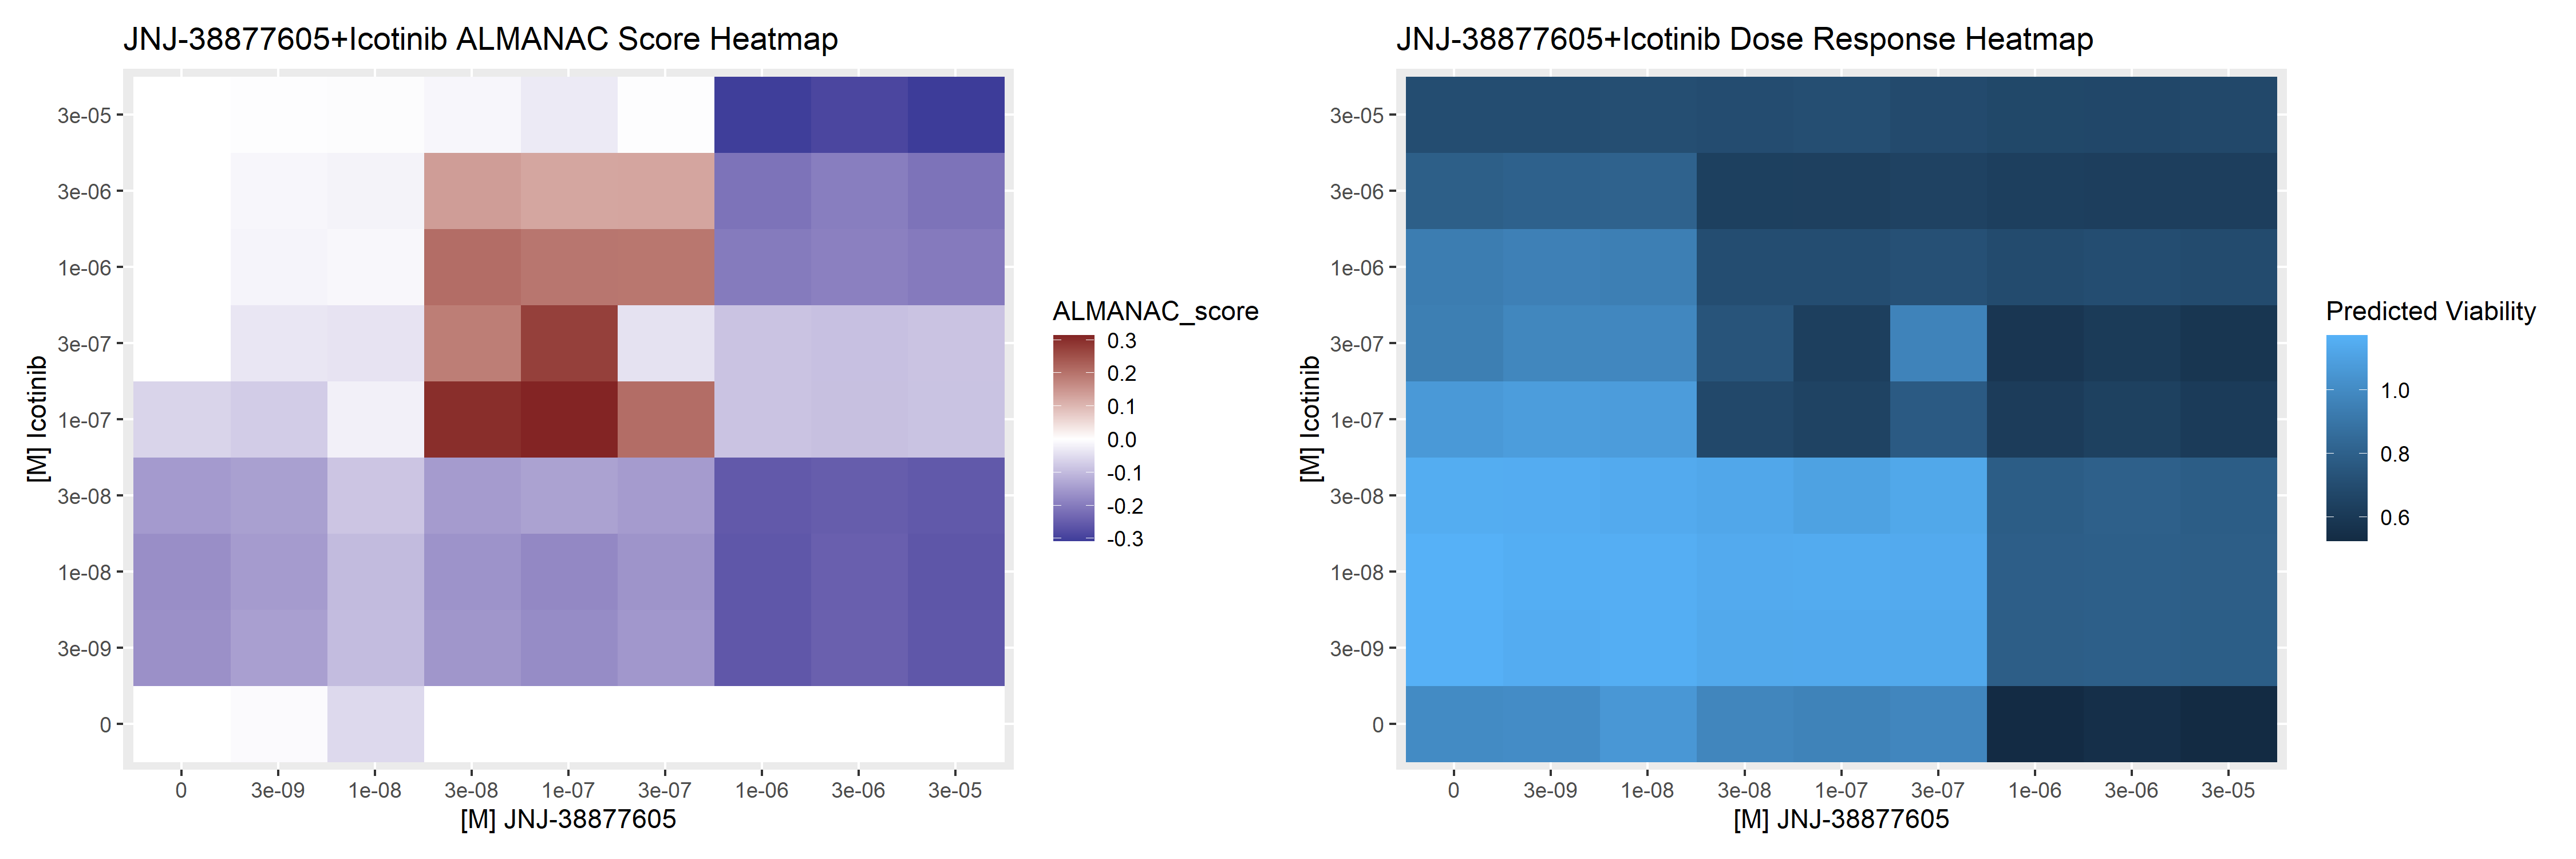 JNJ-38877605+Icotinib ALMANAC Score Heatmap
[M] Icotinib
3e-05
3e-06
1e-06
3e-07
1e-07
3e-08
1e-08
3e-09
0
0 3e-09 1e-08 3e-08 1e-07 3e-07 1e-06 3e-06 3e-05
[M] JNJ-38877605
ALMANAC_score
0.3
0.2
0.1
0.0
-0.1
-0.2
-0.3
JNJ-38877605+Icotinib Dose Response Heatmap
[M] Icotinib
3e-05
3e-06
1e-06
3e-07
1e-07
3e-08
1e-08
3e-09
0
0 3e-09 1e-08 3e-08 1e-07 3e-07 1e-06 3e-06 3e-05
[M] JNJ-38877605
Predicted Viability
1.0
0.8
0.6